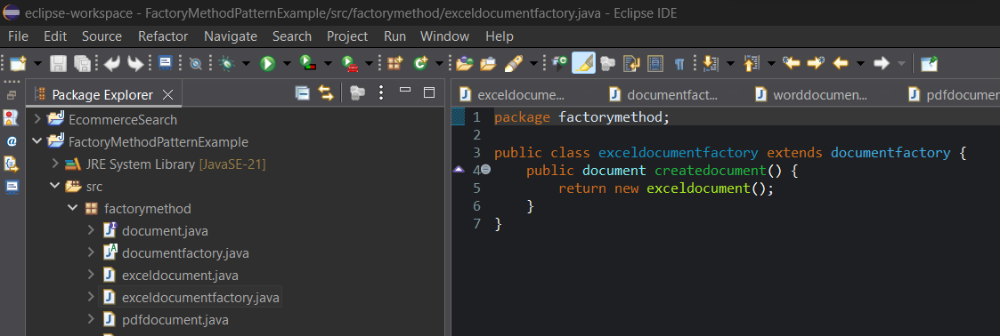 eclipse-workspace - FactoryMethodPatternExample/src/factorymethod/exceldocumentfactory.java - Eclipse IDE
File Edit Source Refactor Navigate Search Project Run Window Help
Package Explorer
EcommerceSearch
FactoryMethodPatternExample
JRE System Library [JavaSE-21]
src
factorymethod
document.java
documentfactory.java
exceldocument.java
exceldocumentfactory.java
pdfdocument.java
exceldocume... documentfact... worddocumen... pdfdocumer
1 package factorymethod;
2
3 public class exceldocumentfactory extends documentfactory {
4 public document createdocument() {
5 return new exceldocument();
6 }
7 }